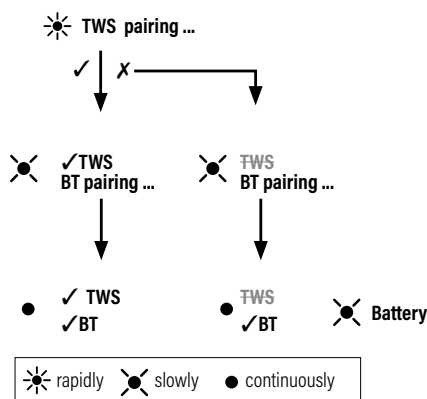 TWS pairing ...
✓ ✗
✓TWS
BT pairing ...
TWS
BT pairing ...
✓ TWS
✓BT
TWS
✓BT
Battery
rapidly slowly continuously